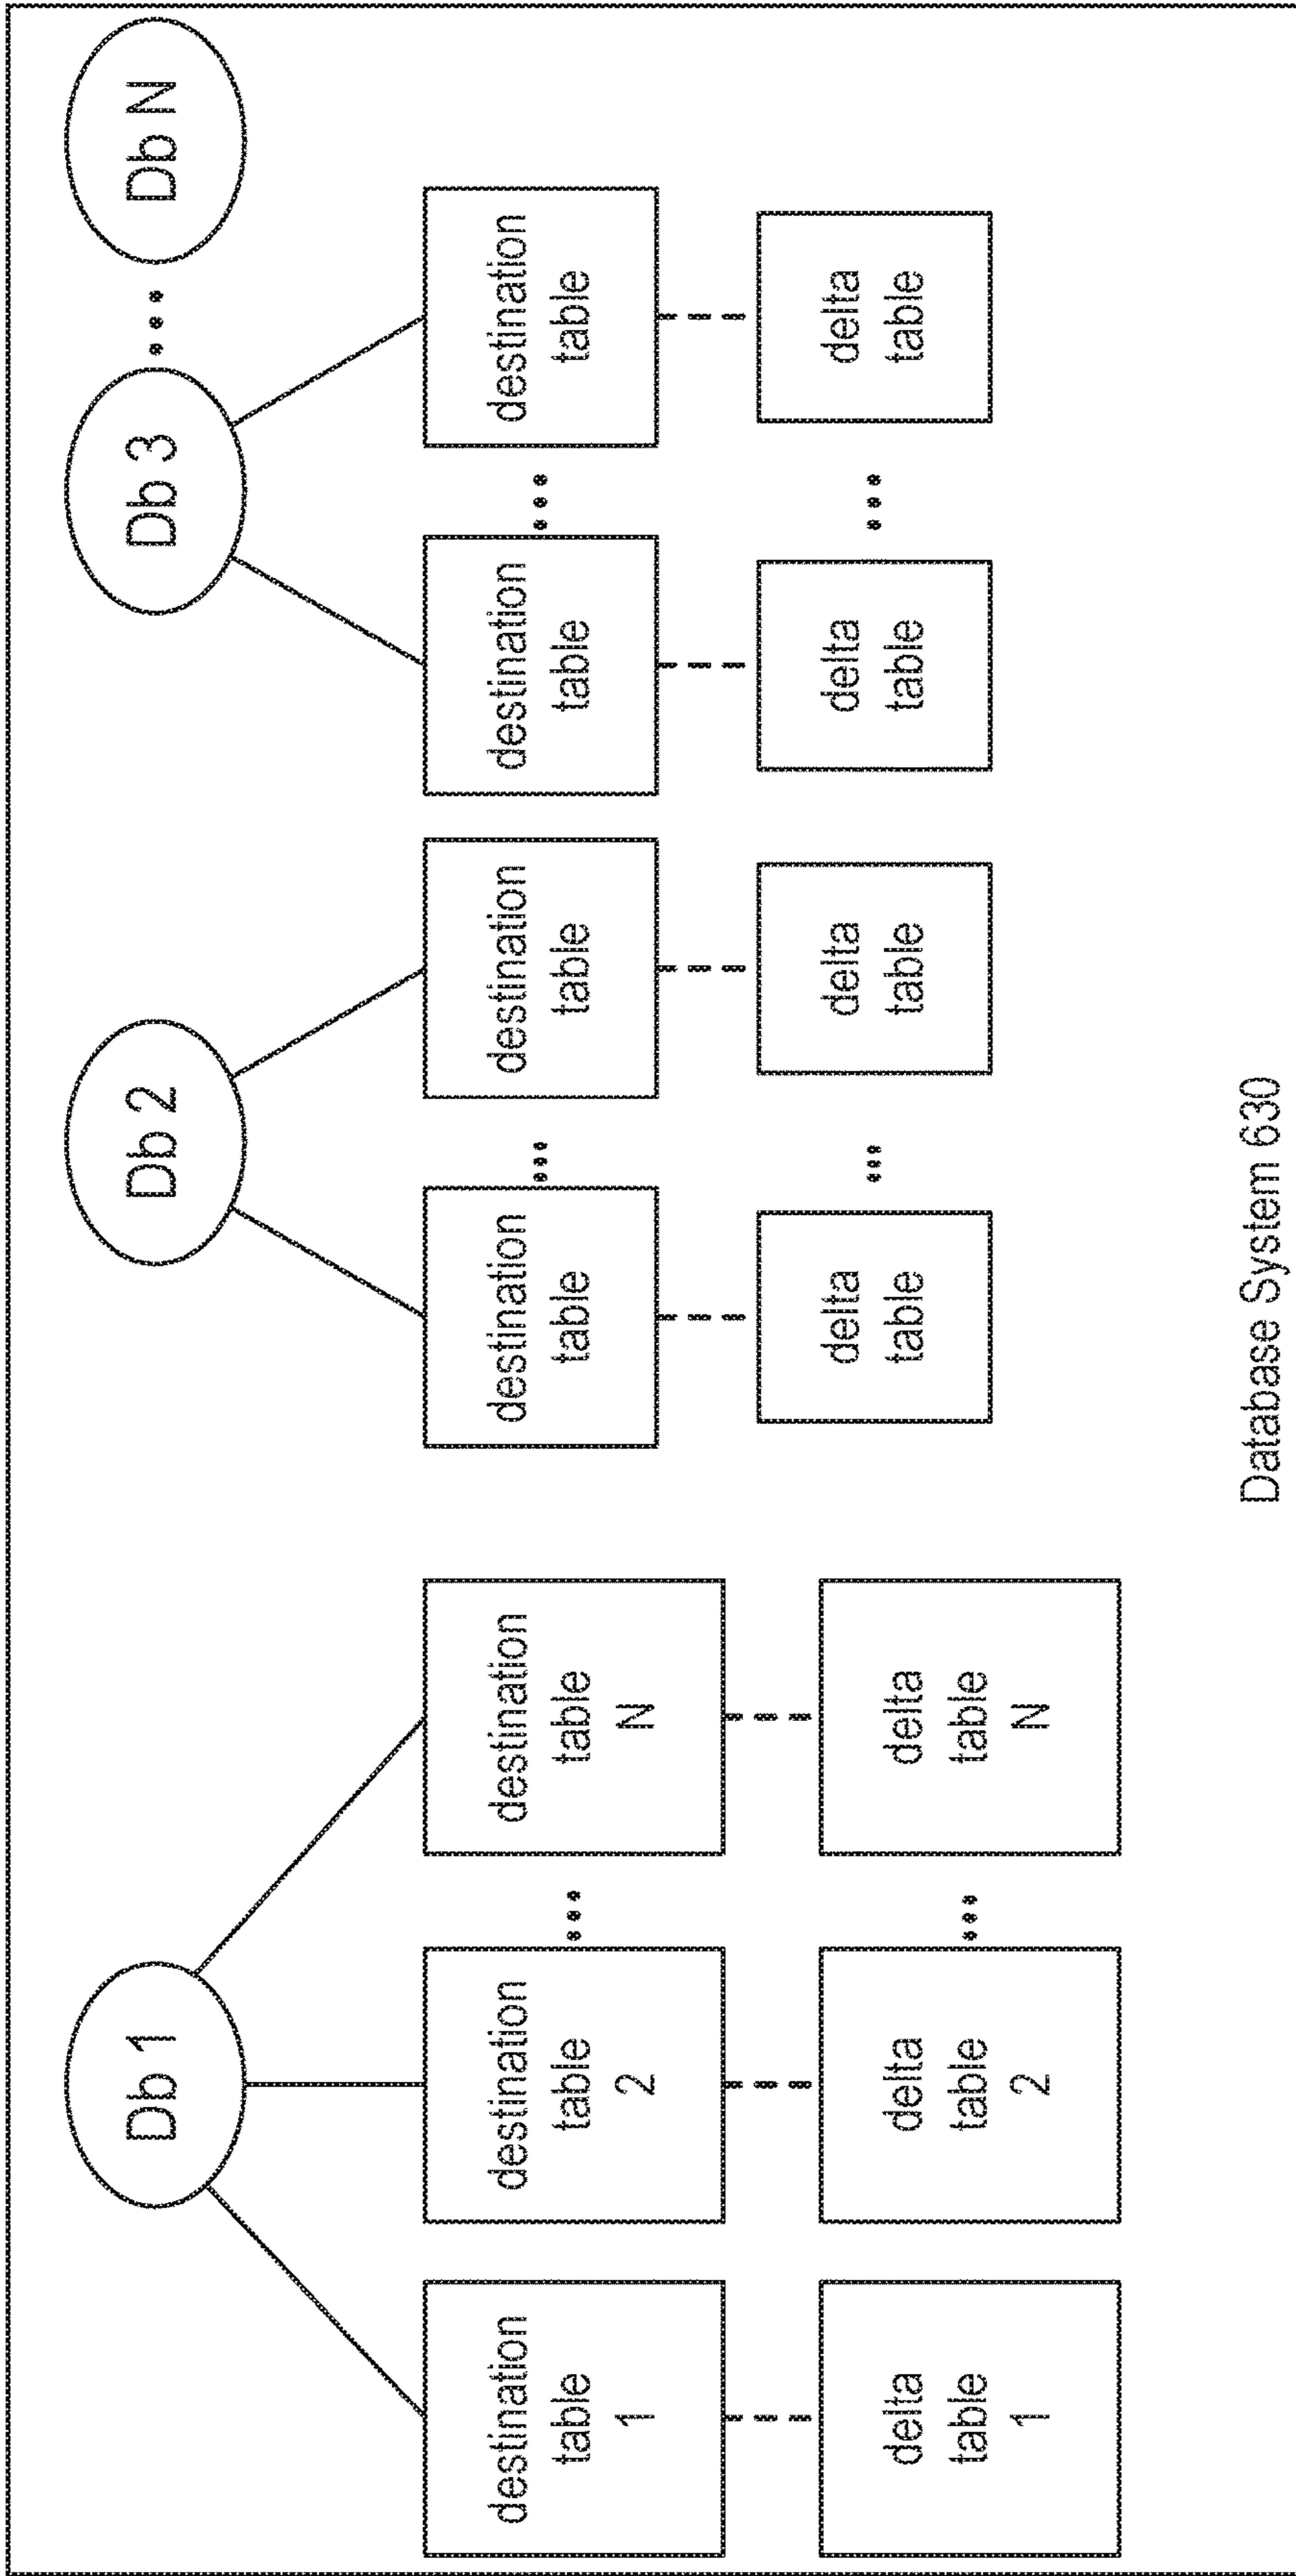 Db 1
Db 2
Db 3
...
Db N
destination
table
1
destination
table
2
...
destination
table
N
destination
table
...
destination
table
destination
table
...
destination
table
delta
table
1
delta
table
2
...
delta
table
N
delta
table
...
delta
table
delta
table
...
delta
table
Database System 630